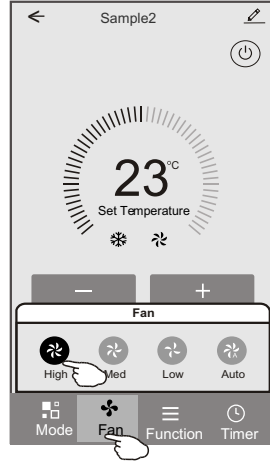 Sample2
23°C
Set Temperature
− +
Fan
High Med Low Auto
Mode Fan Function Timer